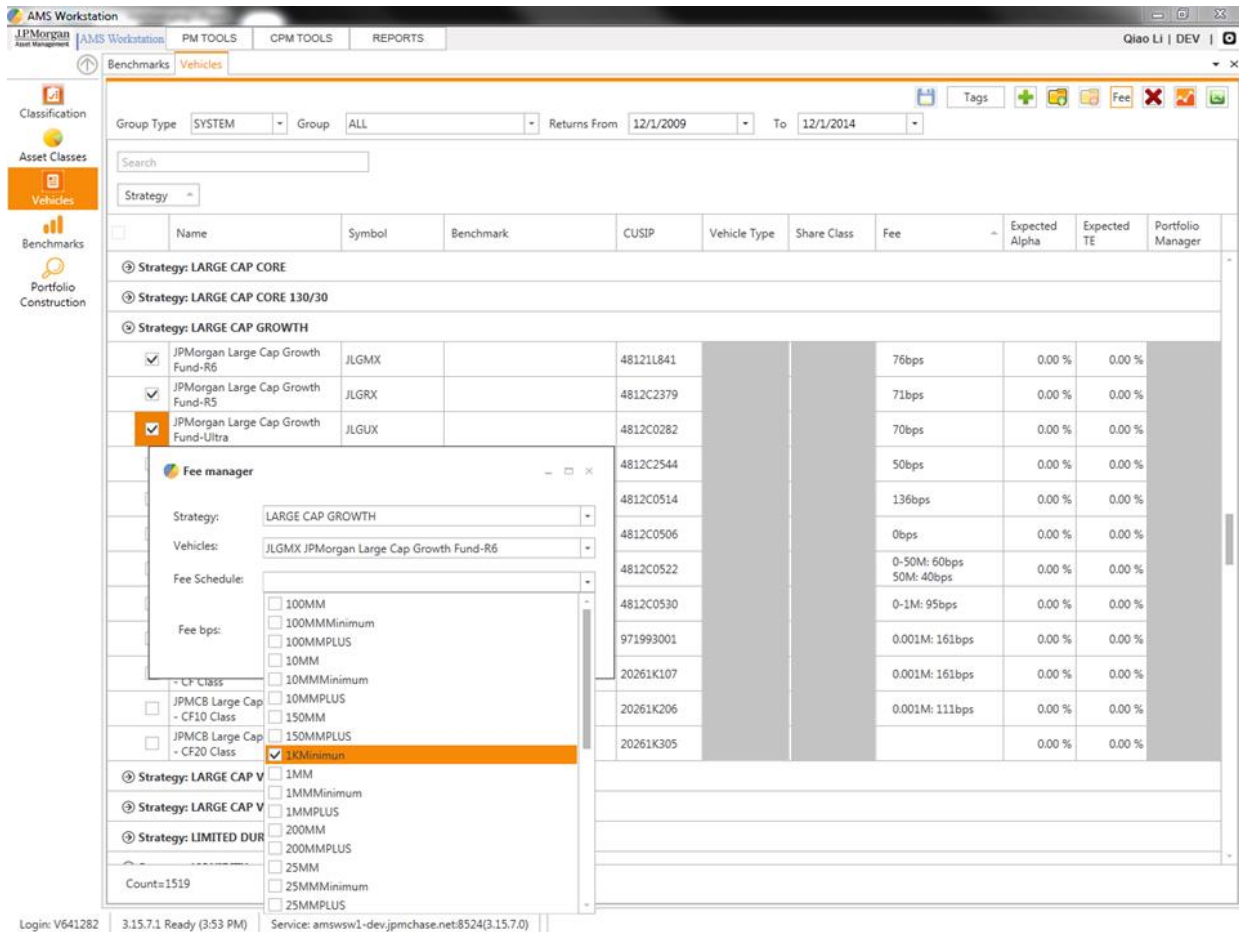 AMS Workstation
J.P.Morgan
Asset Management
AMS Workstation PM TOOLS CPM TOOLS REPORTS Qiao Li | DEV |
Benchmarks Vehicles
Classification
Asset Classes
Vehicles
Benchmarks
Portfolio
Construction
Tags Fee
Group Type SYSTEM Group ALL Returns From 12/1/2009 To 12/1/2014
Search
Strategy
Name Symbol Benchmark CUSIP Vehicle Type Share Class Fee Expected Alpha Expected TE Portfolio Manager
Strategy: LARGE CAP CORE
Strategy: LARGE CAP CORE 130/30
Strategy: LARGE CAP GROWTH
JPMorgan Large Cap Growth Fund-R6 JLGMX 48121L841 76bps 0.00 % 0.00 %
JPMorgan Large Cap Growth Fund-R5 JLGRX 4812C2379 71bps 0.00 % 0.00 %
JPMorgan Large Cap Growth Fund-Ultra JLGUX 4812C0282 70bps 0.00 % 0.00 %
4812C2544 50bps 0.00 % 0.00 %
4812C0514 136bps 0.00 % 0.00 %
4812C0506 0bps 0.00 % 0.00 %
4812C0522 0-50M: 60bps 50M: 40bps 0.00 % 0.00 %
4812C0530 0-1M: 95bps 0.00 % 0.00 %
971993001 0.001M: 161bps 0.00 % 0.00 %
- CF Class 20261K107 0.001M: 161bps 0.00 % 0.00 %
JPMCB Large Cap - CF10 Class 20261K206 0.001M: 111bps 0.00 % 0.00 %
JPMCB Large Cap - CF20 Class 20261K305 0.00 % 0.00 %
Strategy: LARGE CAP V
Strategy: LARGE CAP V
Strategy: LIMITED DUR
Fee manager
Strategy: LARGE CAP GROWTH
Vehicles: JLGMX JPMorgan Large Cap Growth Fund-R6
Fee Schedule:
Fee bps:
100MM
100MMMinimum
100MMPLUS
10MM
10MMMinimum
10MMPLUS
150MM
150MMPLUS
1KMinimun
1MM
1MMMinimum
1MMPLUS
200MM
200MMPLUS
25MM
25MMMinimum
25MMPLUS
Count=1519
Login: V641282 3.15.7.1 Ready (3:53 PM) Service: amswsw1-dev.jpmchase.net:8524(3.15.7.0)